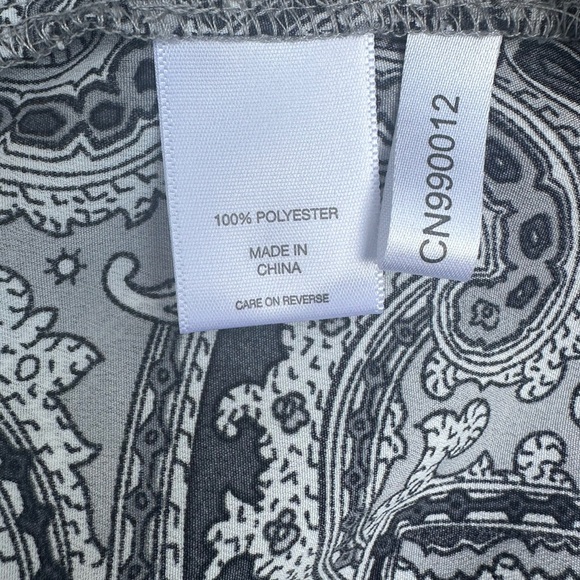 100% POLYESTER
MADE IN
CHINA
CARE ON REVERSE
CN990012